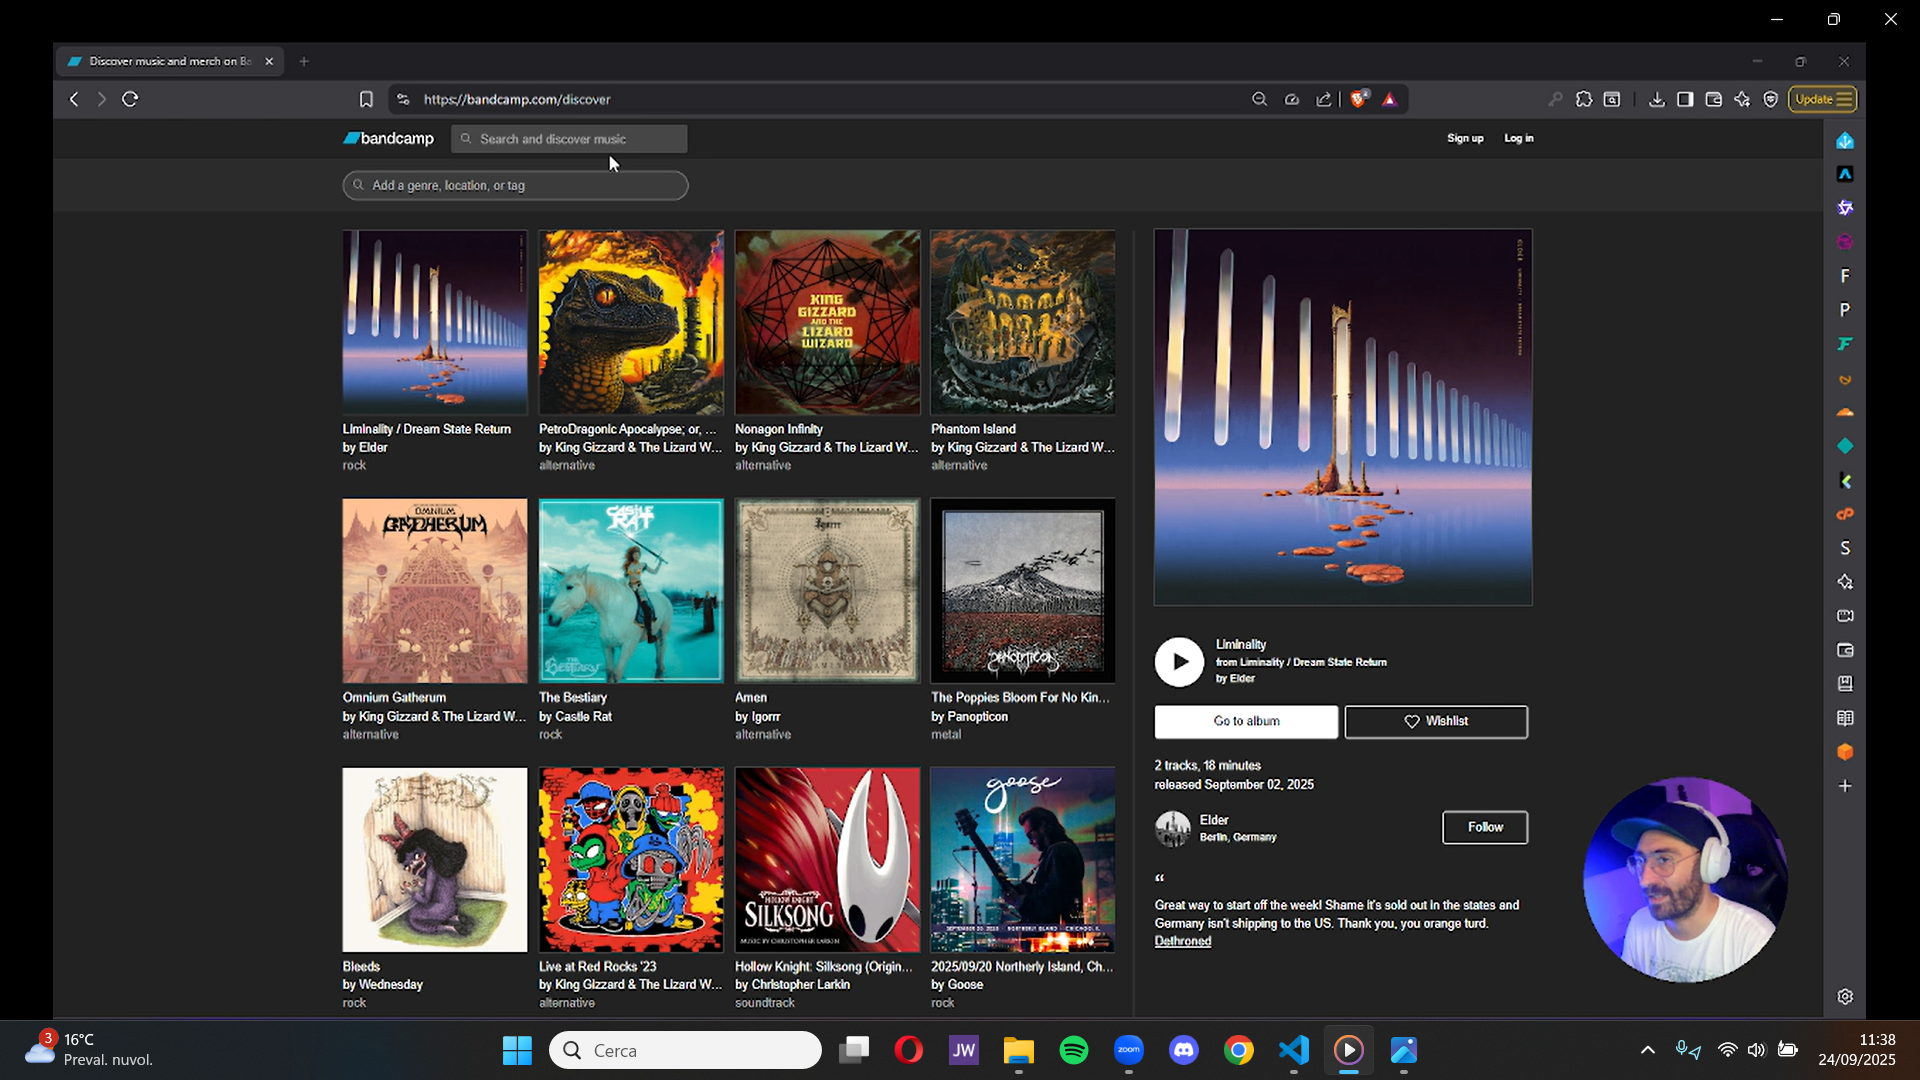 Discover music and merch on Ba
https://bandcamp.com/discover
Update
bandcamp
Search and discover music
Sign up
Log in
Add a genre, location, or tag
KING
GIZZARD
AND THE
LIZARD
WIZARD
Liminality / Dream State Return
by Elder
rock
PetroDragonic Apocalypse; or, ...
by King Gizzard & The Lizard W...
alternative
Nonagon Infinity
by King Gizzard & The Lizard W...
alternative
Phantom Island
by King Gizzard & The Lizard W...
alternative
OMNIUM
GATHERUM
CASTLE
RAT
THE
BESTIARY
Igorrr
AMEN
PANOPTICON
Omnium Gatherum
by King Gizzard & The Lizard W...
alternative
The Bestiary
by Castle Rat
rock
Amen
by Igorrr
alternative
The Poppies Bloom For No Kin...
by Panopticon
metal
BLEEDS
HOLLOW KNIGHT
SILKSONG
MUSIC BY CHRISTOPHER LARKIN
goose
SEPTEMBER 20, 2025 · NORTHERLY ISLAND · CHICAGO, IL
Bleeds
by Wednesday
rock
Live at Red Rocks '23
by King Gizzard & The Lizard W...
alternative
Hollow Knight: Silksong (Origin...
by Christopher Larkin
soundtrack
2025/09/20 Northerly Island, Ch...
by Goose
rock
Liminality
from Liminality / Dream State Return
by Elder
Go to album
Wishlist
2 tracks, 18 minutes
released September 02, 2025
Elder
Berlin, Germany
Follow
“
Great way to start off the week! Shame it's sold out in the states and
Germany isn't shipping to the US. Thank you, you orange turd.
Dethroned
F
P
S
3
16°C
Preval. nuvol.
Cerca
JW
zoom
11:38
24/09/2025